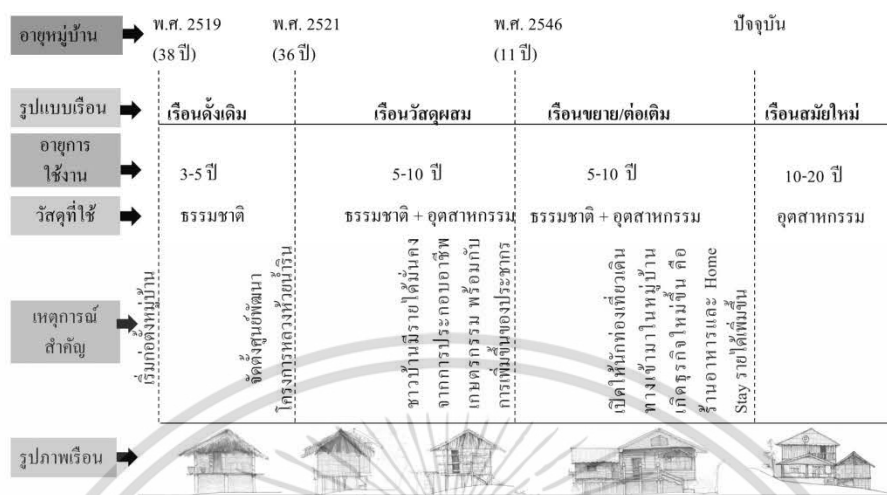 อายุหมู่บ้าน
พ.ศ. 2519
(38 ปี)
พ.ศ. 2521
(36 ปี)
พ.ศ. 2546
(11 ปี)
ปัจจุบัน
รูปแบบเรือน
เรือนดั้งเดิม
เรือนวัสดุผสม
เรือนขยาย/ต่อเติม
เรือนสมัยใหม่
อายุการ
ใช้งาน
3-5 ปี
5-10 ปี
5-10 ปี
10-20 ปี
วัสดุที่ใช้
ธรรมชาติ
ธรรมชาติ + อุตสาหกรรม
ธรรมชาติ + อุตสาหกรรม
อุตสาหกรรม
เหตุการณ์
สำคัญ
เริ่มก่อตั้งหมู่บ้าน
จัดตั้งศูนย์พัฒนา
โครงการหลวงห้วยน้ำริน
ชาวบ้านมีรายได้มั่นคง
จากการประกอบอาชีพ
เกษตรกรรม พร้อมกับ
การเพิ่มขึ้นของประชากร
เปิดให้นักท่องเที่ยวเดิน
ทางเข้ามาในหมู่บ้าน
เกิดธุรกิจใหม่ขึ้น คือ
ร้านอาหารและ Home
Stay รายได้เพิ่มขึ้น
รูปภาพเรือน